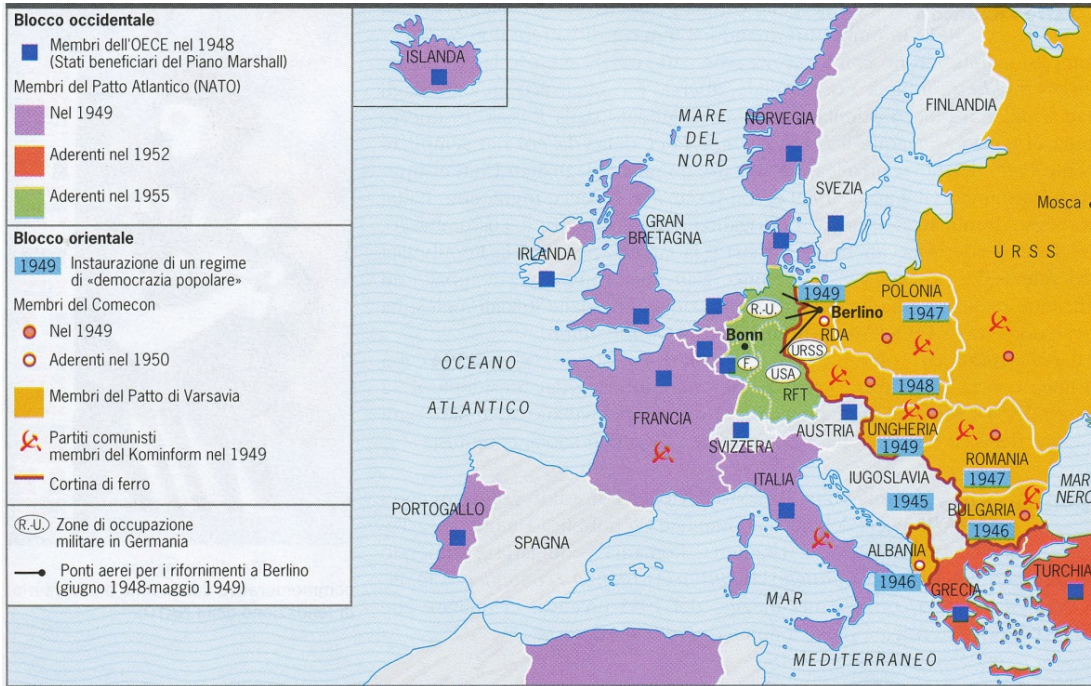 Blocco occidentale
Membri dell'OECE nel 1948
(Stati beneficiari del Piano Marshall)
Membri del Patto Atlantico (NATO)
Nel 1949
Aderenti nel 1952
Aderenti nel 1955
Blocco orientale
1949
Instaurazione di un regime
di «democrazia popolare»
Membri del Comecon
Nel 1949
Aderenti nel 1950
Membri del Patto di Varsavia
Partiti comunisti
membri del Kominform nel 1949
Cortina di ferro
R.-U.
Zone di occupazione
militare in Germania
Ponti aerei per i rifornimenti a Berlino
(giugno 1948-maggio 1949)
ISLANDA
MARE
DEL
NORD
NORVEGIA
FINLANDIA
SVEZIA
Mosca
URSS
GRAN
BRETAGNA
IRLANDA
1949
POLONIA
1947
R.-U.
Berlino
RDA
Bonn
URSS
F.
USA
RFT
1948
OCEANO
ATLANTICO
FRANCIA
SVIZZERA
AUSTRIA
UNGHERIA
1949
ROMANIA
1947
ITALIA
IUGOSLAVIA
1945
MAR
NERO
BULGARIA
1946
PORTOGALLO
SPAGNA
ALBANIA
1946
GRECIA
TURCHIA
MAR
MEDITERRANEO